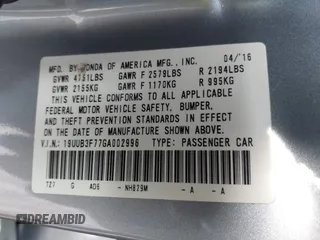 MFD. BY HONDA OF AMERICA MFG., INC. 04/16
GVWR 4751LBS GAWR F 2579LBS R 2194LBS
GVWR 2155KG GAWR F 1170KG R 995KG
THIS VEHICLE CONFORMS TO ALL APPLICABLE
FEDERAL MOTOR VEHICLE SAFETY, BUMPER,
AND THEFT PREVENTION STANDARDS IN EFFECT
ON THE DATE OF MANUFACTURE SHOWN ABOVE.
V.I.N.: 19UUB3F77GA002996 TYPE: PASSENGER CAR
TZ7 G AD6 - NH829M - A - A
DREAMBID